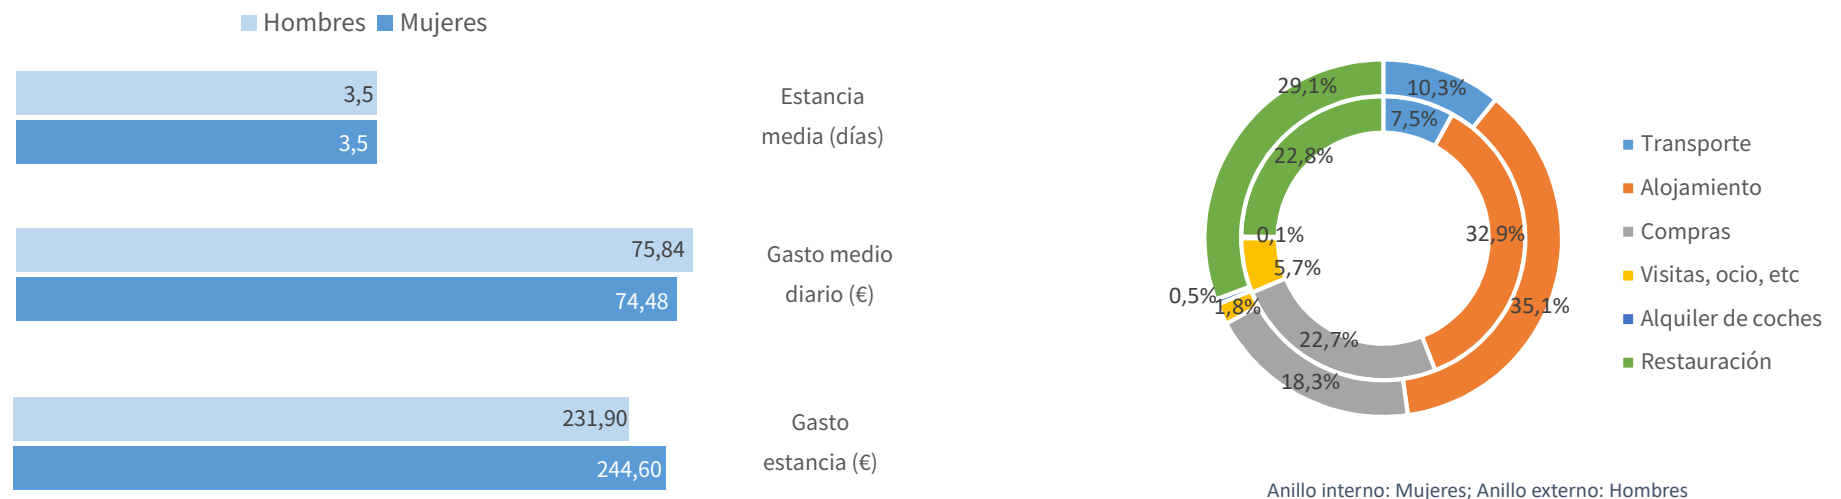 Hombres Mujeres
3,5
3,5
Estancia
media (días)
75,84
74,48
Gasto medio
diario (€)
231,90
244,60
Gasto
estancia (€)
29,1%
10,3%
7,5%
22,8%
0,1%
32,9%
5,7%
0,5%
1,8%
35,1%
22,7%
18,3%
Transporte
Alojamiento
Compras
Visitas, ocio, etc
Alquiler de coches
Restauración
Anillo interno: Mujeres; Anillo externo: Hombres